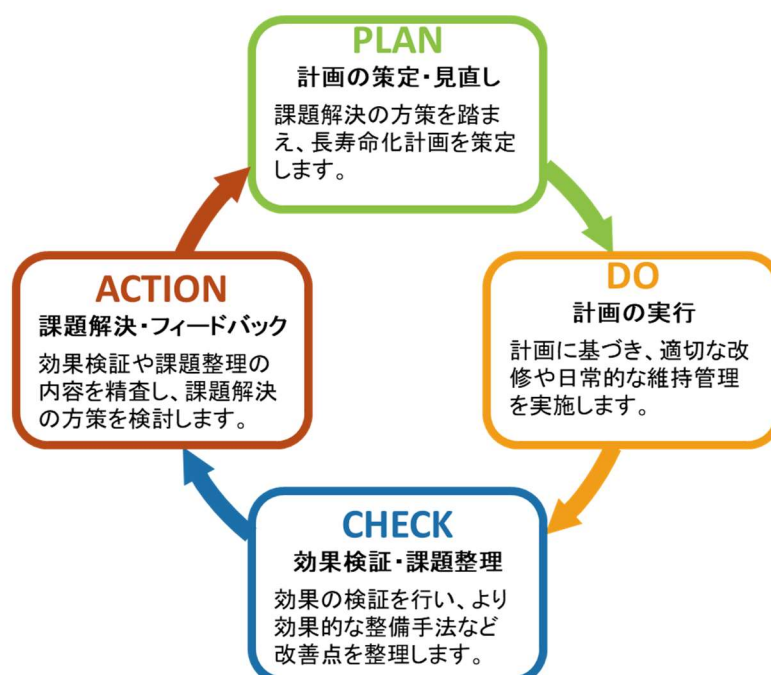 PLAN
計画の策定・見直し
課題解決の方策を踏ま
え、長寿命化計画を策定
します。
ACTION
課題解決・フィードバック
効果検証や課題整理の
内容を精査し、課題解決
の方策を検討します。
DO
計画の実行
計画に基づき、適切な改
修や日常的な維持管理
を実施します。
CHECK
効果検証・課題整理
効果の検証を行い、より
効果的な整備手法など
改善点を整理します。